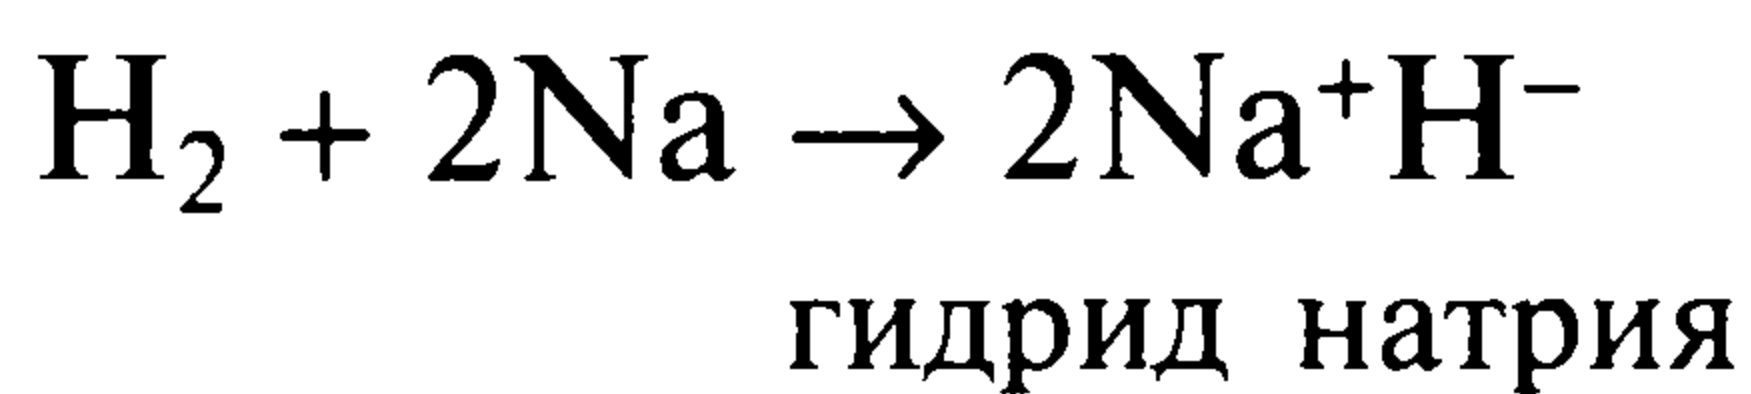 H₂ + 2Na → 2Na⁺H⁻
гидрид натрия